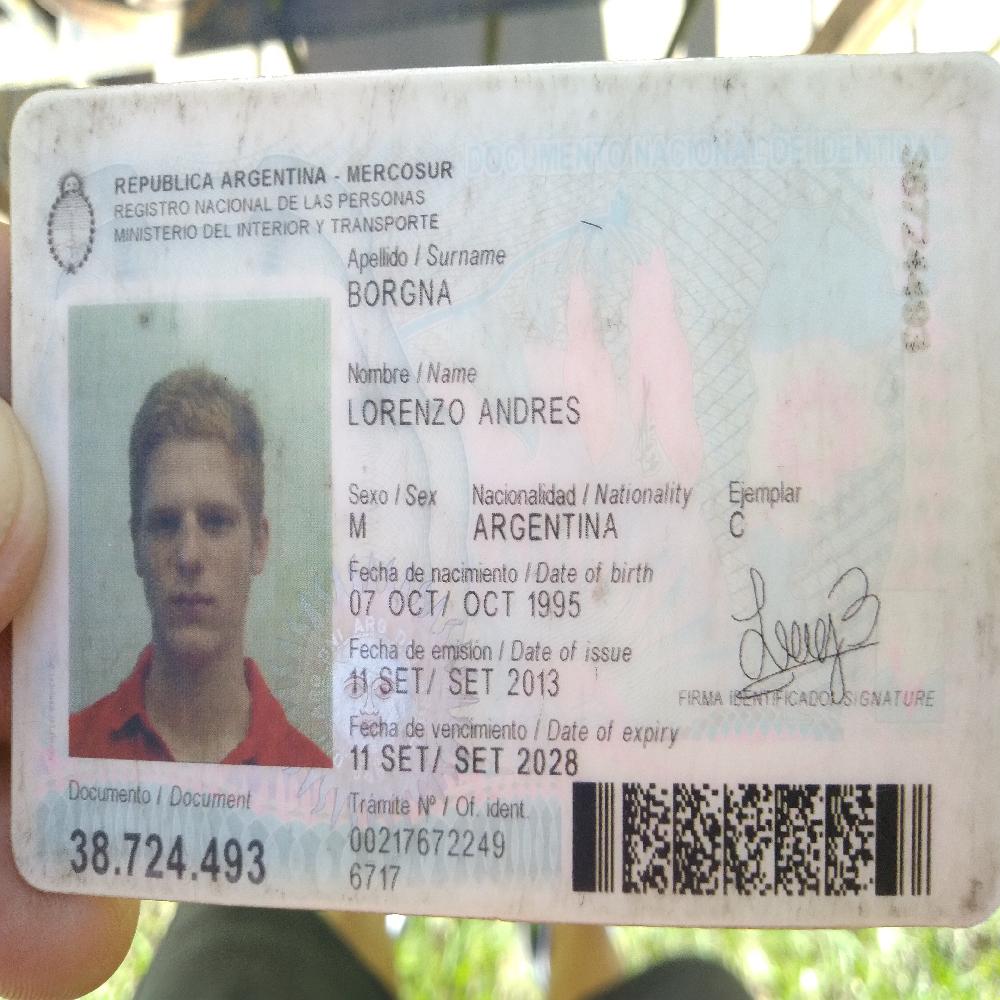 DOCUMENTO NACIONAL DE IDENTIDAD
REPUBLICA ARGENTINA - MERCOSUR
REGISTRO NACIONAL DE LAS PERSONAS
MINISTERIO DEL INTERIOR Y TRANSPORTE
Apellido / Surname
BORGNA
Nombre / Name
LORENZO ANDRES
Sexo / Sex Nacionalidad / Nationality Ejemplar
M ARGENTINA C
Fecha de nacimiento / Date of birth
07 OCT/ OCT 1995
Fecha de emisión / Date of issue
11 SET/ SET 2013
FIRMA IDENTIFICADO/ SIGNATURE
Fecha de vencimiento / Date of expiry
11 SET/ SET 2028
Documento / Document
38.724.493
Trámite Nº / Of. ident.
00217672249
6717